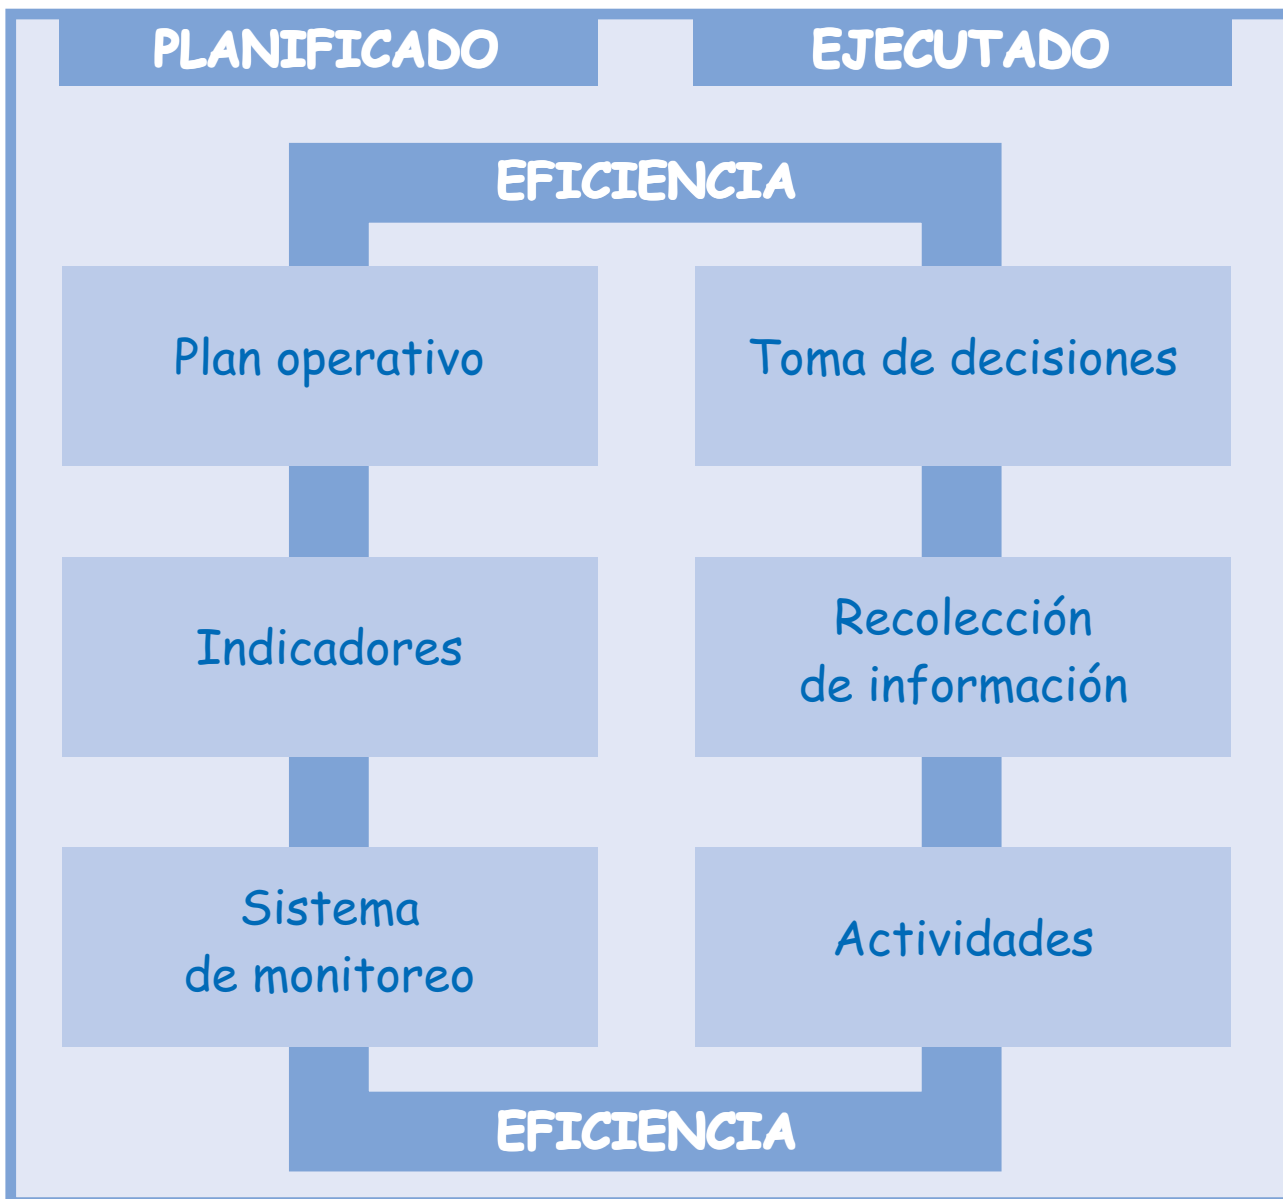 PLANIFICADO
EJECUTADO
EFICIENCIA
Plan operativo
Toma de decisiones
Indicadores
Recolección
de información
Sistema
de monitoreo
Actividades
EFICIENCIA